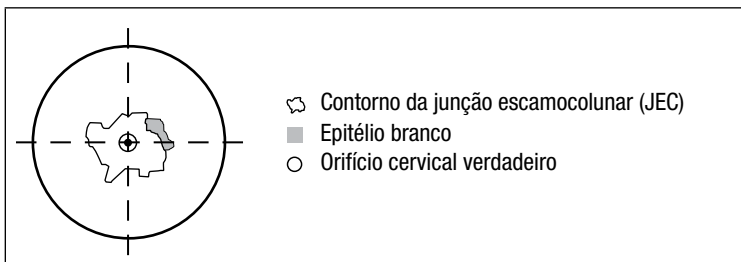 Contorno da junção escamocolunar (JEC)
Epitélio branco
Orifício cervical verdadeiro